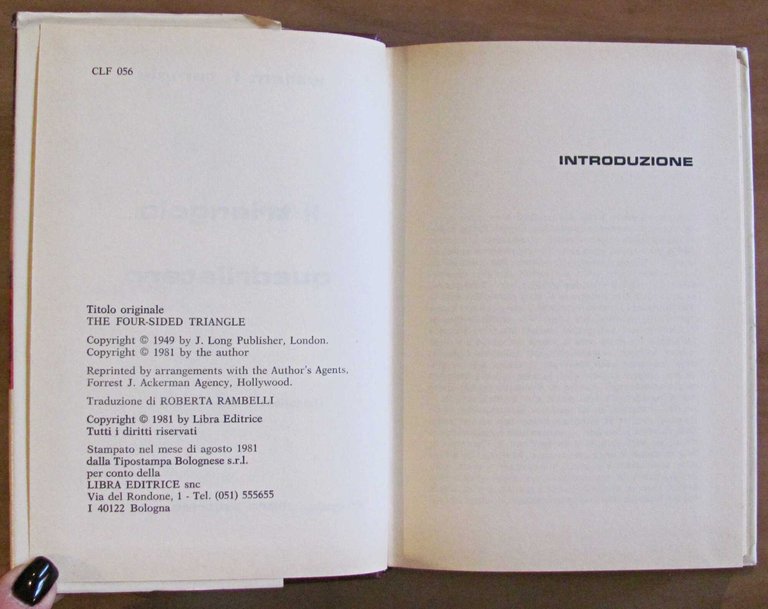 CLF 056
Titolo originale
THE FOUR-SIDED TRIANGLE
Copyright © 1949 by J. Long Publisher, London.
Copyright © 1981 by the author
Reprinted by arrangements with the Author's Agents,
Forrest J. Ackerman Agency, Hollywood.
Traduzione di ROBERTA RAMBELLI
Copyright © 1981 by Libra Editrice
Tutti i diritti riservati
Stampato nel mese di agosto 1981
dalla Tipostampa Bolognese s.r.l.
per conto della
LIBRA EDITRICE snc
Via del Rondone, 1 - Tel. (051) 555655
I 40122 Bologna
INTRODUZIONE